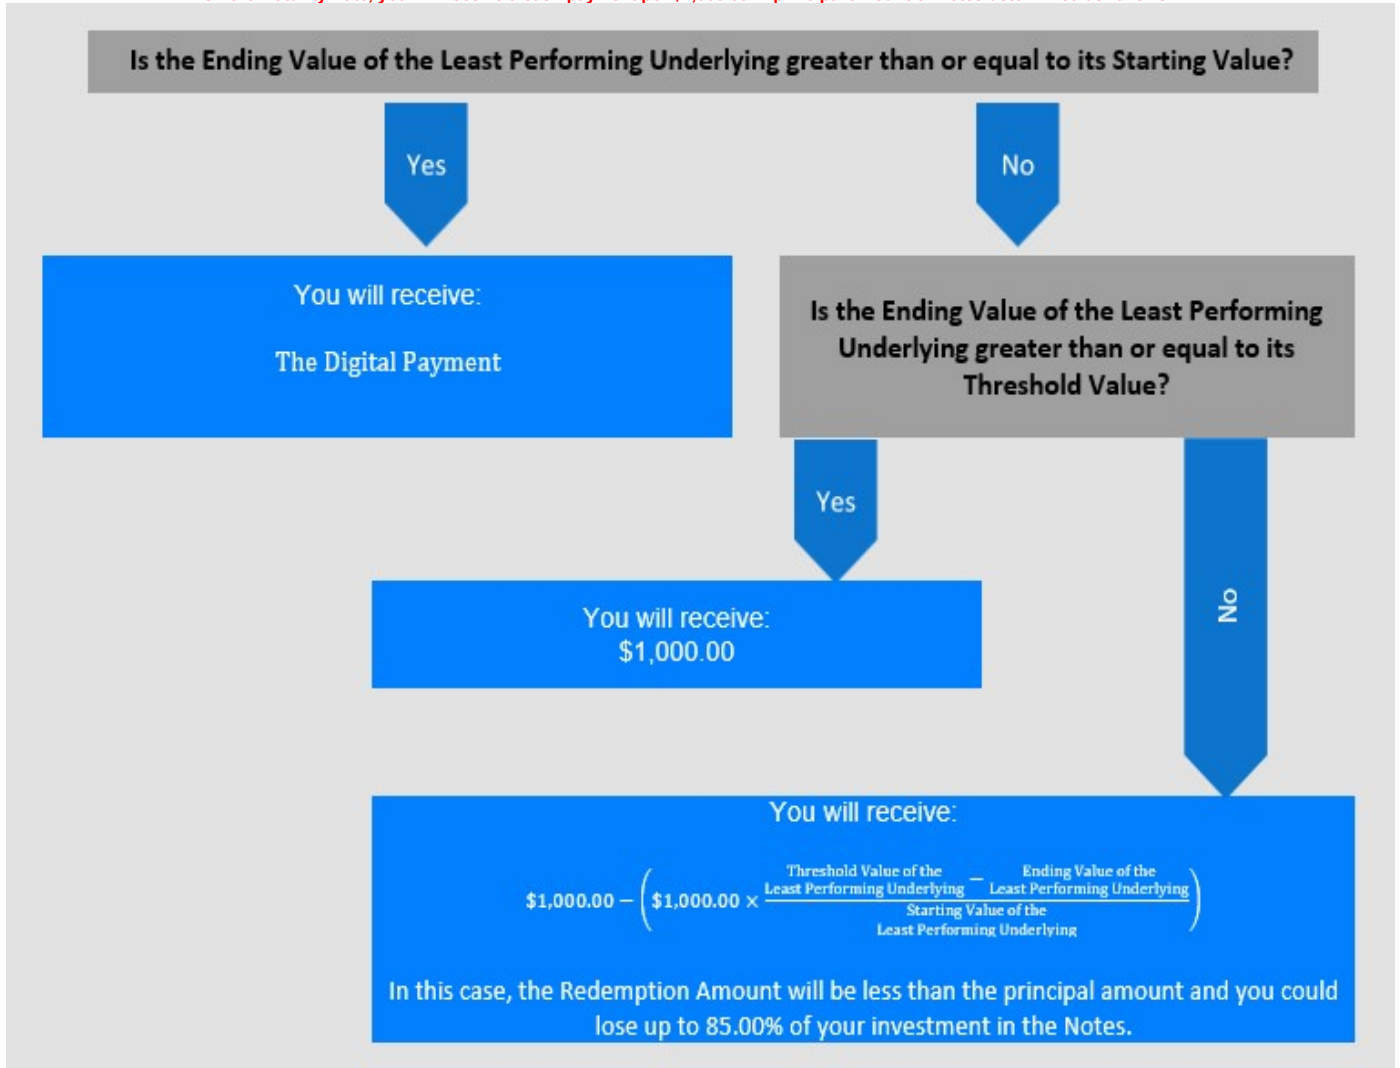 Is the Ending Value of the Least Performing Underlying greater than or equal to its Starting Value?
Yes
No
You will receive:
The Digital Payment
Is the Ending Value of the Least Performing
Underlying greater than or equal to its
Threshold Value?
Yes
No
You will receive:
$1,000.00
You will receive:
$1,000.00 − ($1,000.00 ×
Threshold Value of the
Least Performing Underlying
−
Ending Value of the
Least Performing Underlying
Starting Value of the
Least Performing Underlying
)
In this case, the Redemption Amount will be less than the principal amount and you could
lose up to 85.00% of your investment in the Notes.